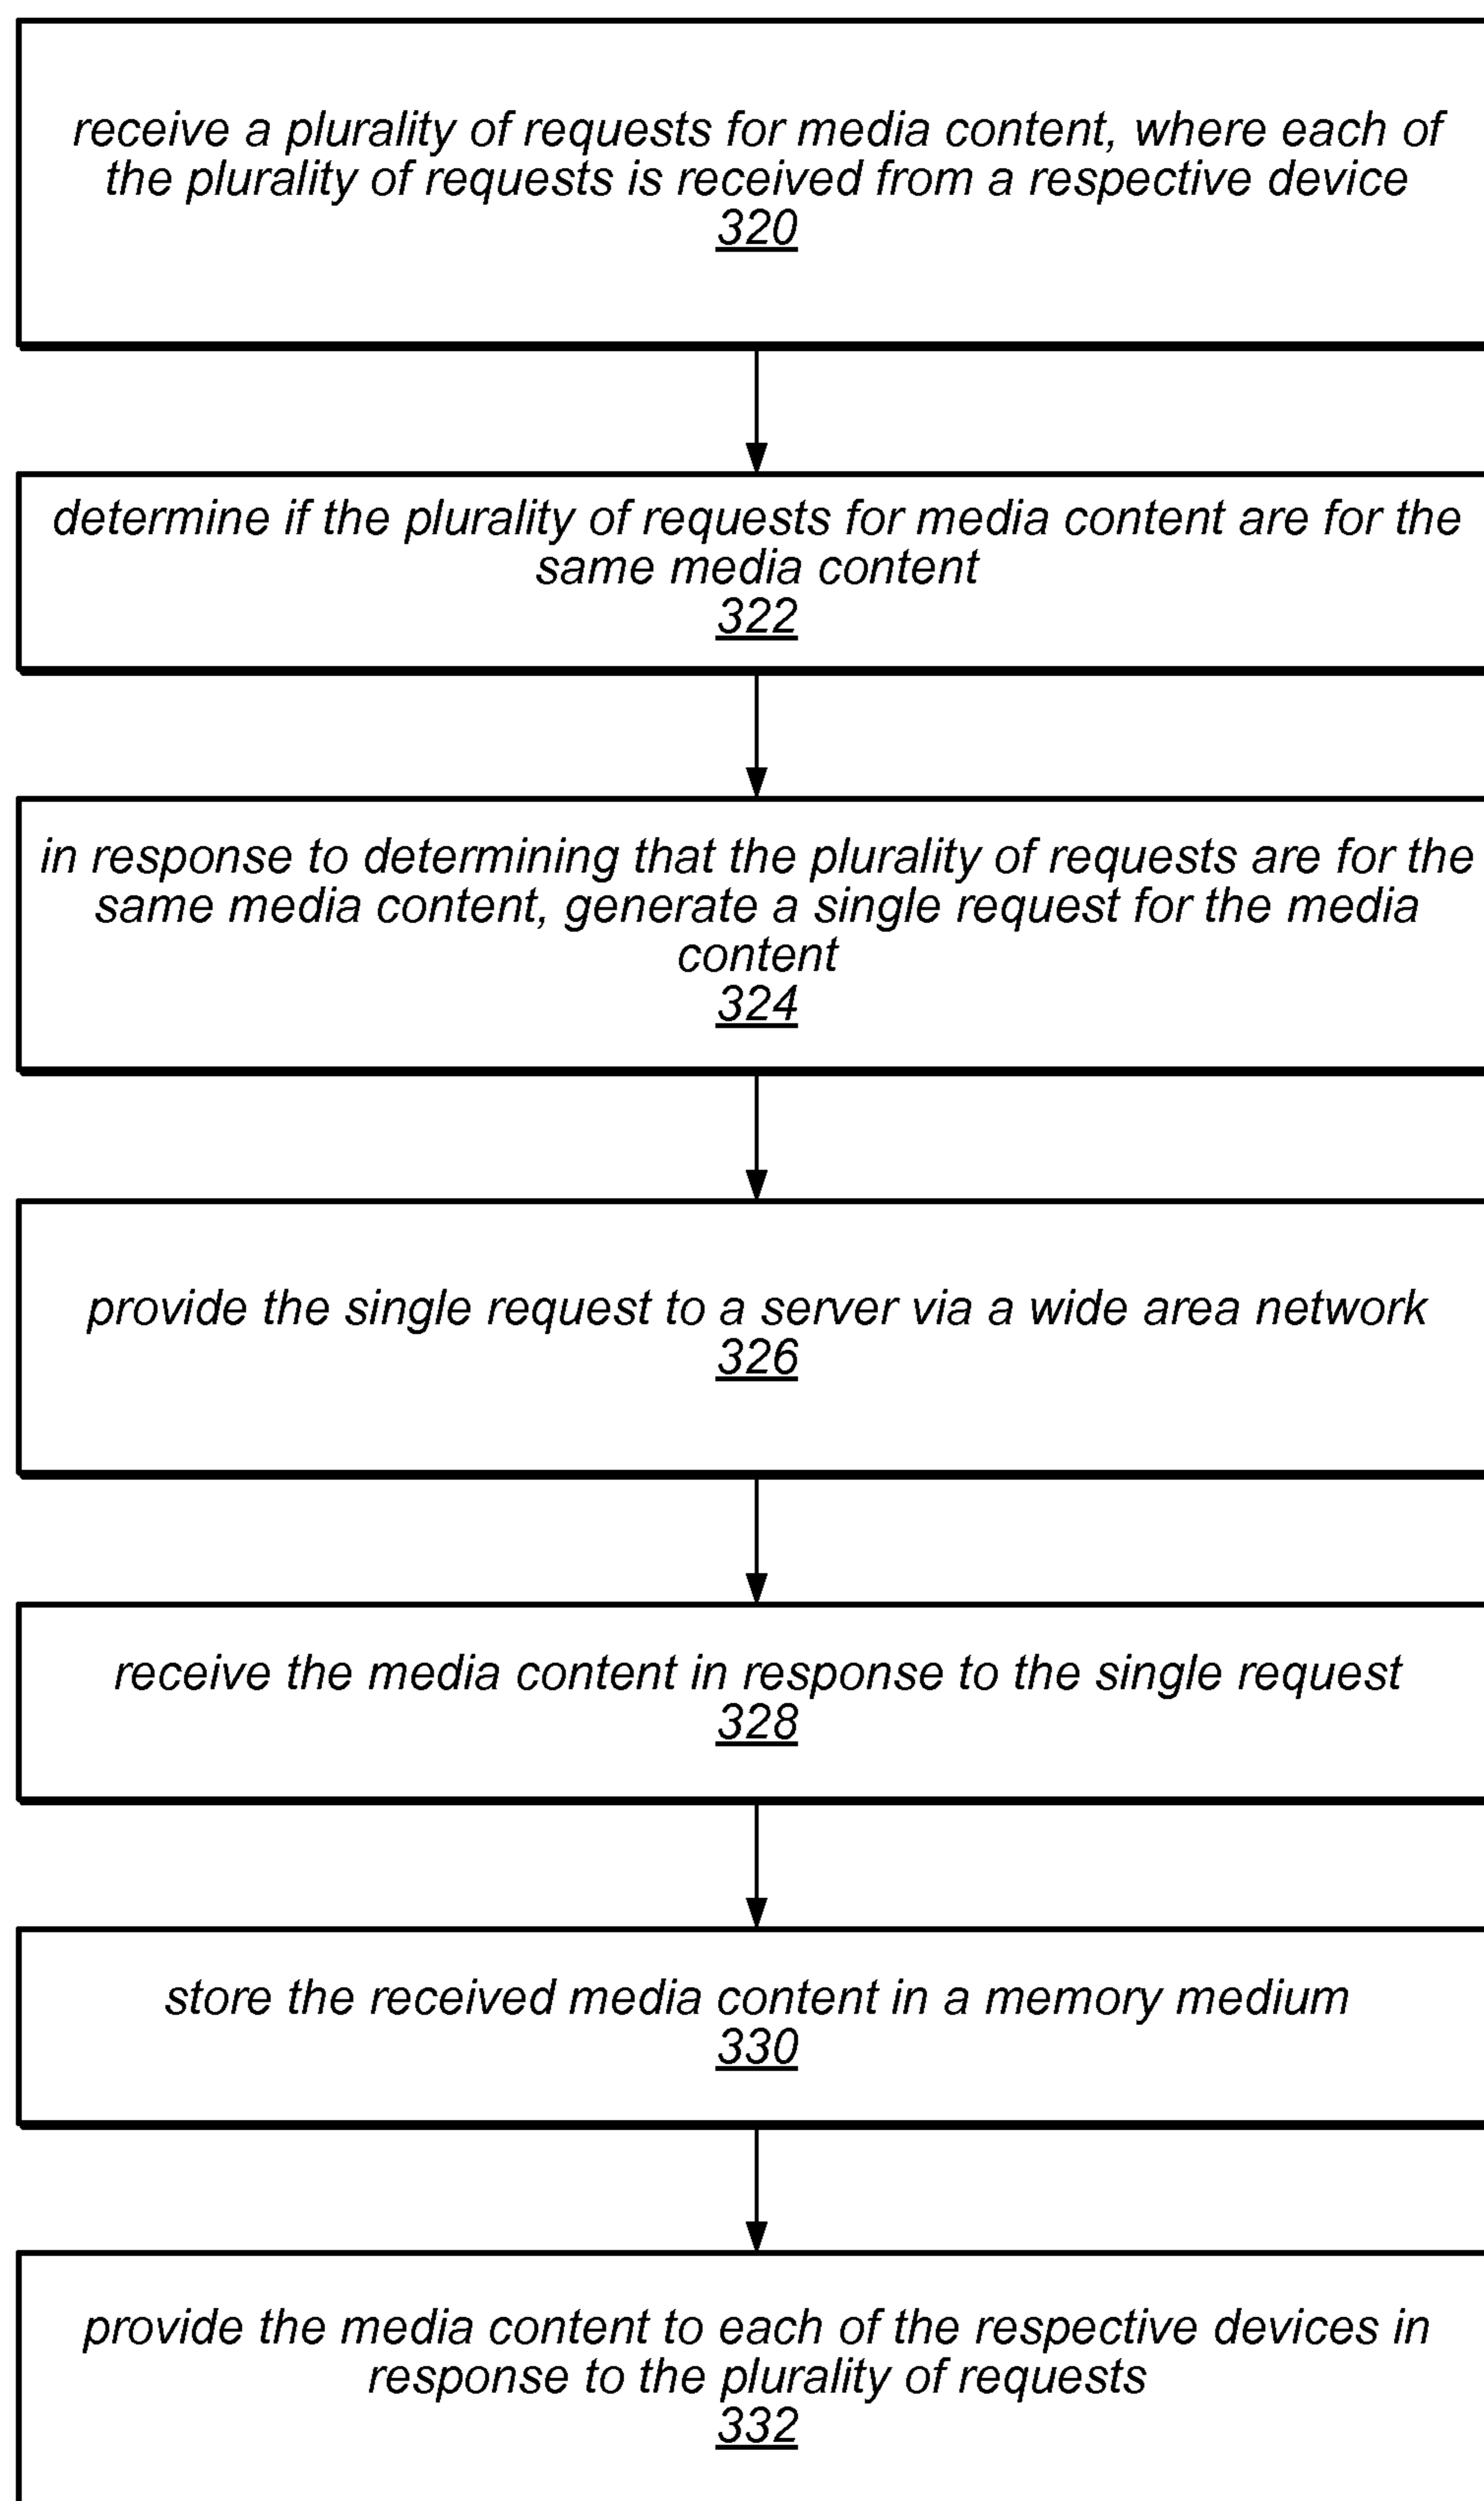 receive a plurality of requests for media content, where each of
the plurality of requests is received from a respective device
320
determine if the plurality of requests for media content are for the
same media content
322
in response to determining that the plurality of requests are for the
same media content, generate a single request for the media
content
324
provide the single request to a server via a wide area network
326
receive the media content in response to the single request
328
store the received media content in a memory medium
330
provide the media content to each of the respective devices in
response to the plurality of requests
332